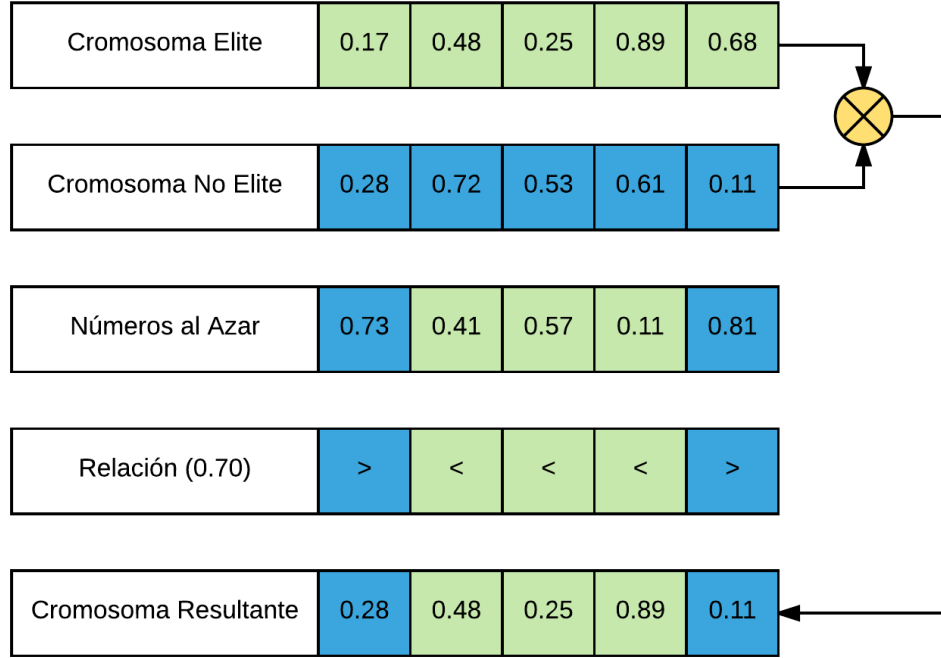 Cromosoma Elite 0.17 0.48 0.25 0.89 0.68
Cromosoma No Elite 0.28 0.72 0.53 0.61 0.11
Números al Azar 0.73 0.41 0.57 0.11 0.81
Relación (0.70) > < < < >
Cromosoma Resultante 0.28 0.48 0.25 0.89 0.11